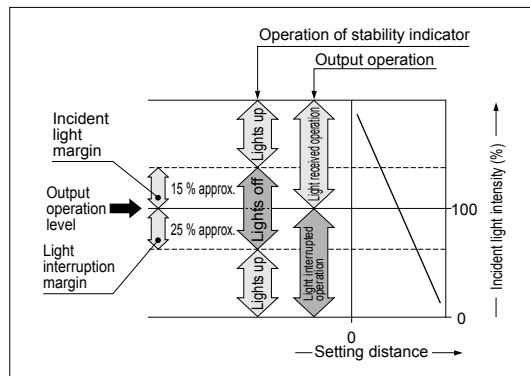 Operation of stability indicator
Output operation
Incident
light
margin
Output
operation
level
Light
interruption
margin
15 % approx.
25 % approx.
Lights up
Lights off
Lights up
Light received operation
Light interrupted
operation
100
0
0
Setting distance
Incident light intensity (%)